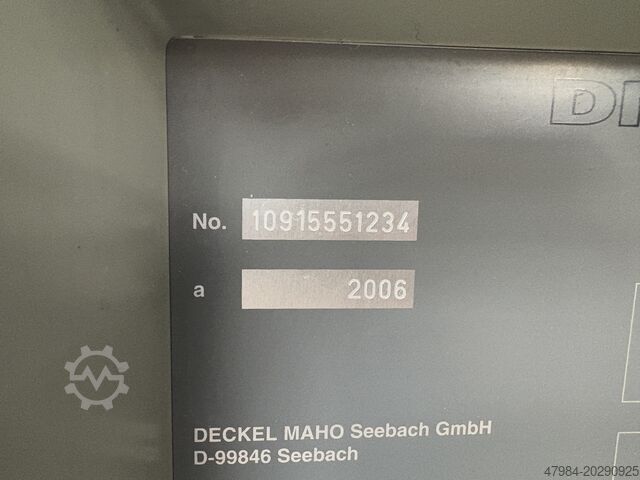 No. 10915551234
a 2006
DECKEL MAHO Seebach GmbH
D-99846 Seebach
47984-20290925